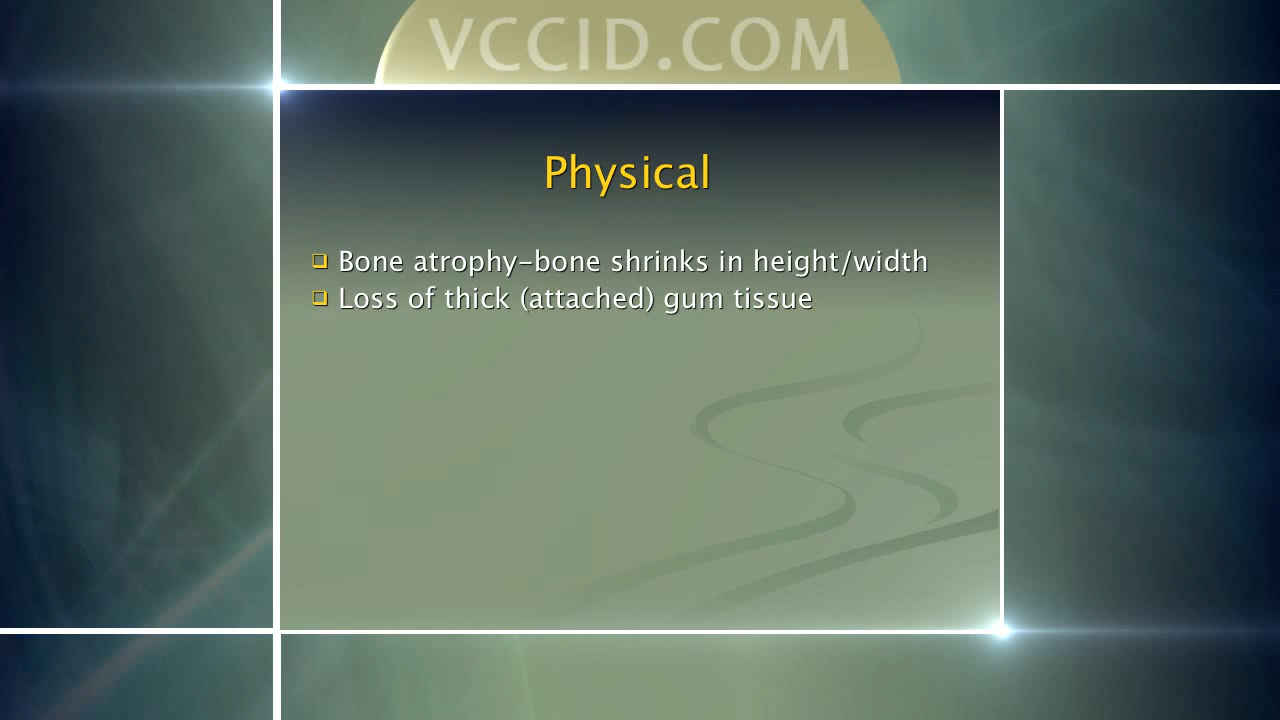 VCCID.COM
Physical
Bone atrophy-bone shrinks in height/width
Loss of thick (attached) gum tissue